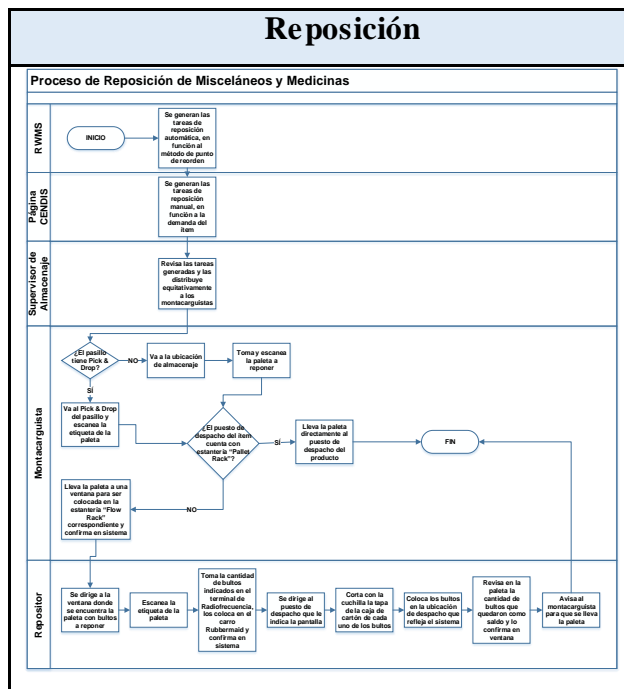 Reposición
Proceso de Reposición de Misceláneos y Medicinas
RWMS
INICIO
Se generan las
tareas de
reposición
automática, en
función al
método de punto
de reorden
Página
CENDIS
Se generan las
tareas de
reposición
manual, en
función a la
demanda del
item
Supervisor de
Almacenaje
Revisa las tareas
generadas y las
distribuye
equitativamente
a los
montacarguistas
Montacarguista
¿El pasillo
tiene Pick &
Drop?
NO
Va a la ubicación
de almacenaje
Toma y escanea
la paleta a
reponer
SÍ
Va al Pick & Drop
del pasillo y
escanea la
etiqueta de la
paleta
¿El puesto de
despacho del item
cuenta con
estantería "Pallet
Rack"?
SÍ
Lleva la paleta
directamente al
puesto de
despacho del
producto
FIN
NO
Lleva la paleta a una
ventana para ser
colocada en la
estantería "Flow
Rack"
correspondiente y
confirma en sistema
Repositor
Se dirige a la
ventana donde
se encuentra la
paleta con bultos
a reponer
Escanea la
etiqueta de la
paleta
Toma la cantidad
de bultos
indicados en el
terminal de
Radiofrecuencia,
los coloca en el
carro
Rubbermaid y
confirma en
sistema
Se dirige al
puesto de
despacho que le
indica la pantalla
Corta con la
cuchilla la tapa
de la caja de
cartón de cada
uno de los bultos
Coloca los bultos
en la ubicación
de despacho que
refleja el sistema
Revisa en la
paleta la
cantidad de
bultos que
quedaron como
saldo y lo
confirma en
ventana
Avisa al
montacarguista
para que se lleva
la paleta